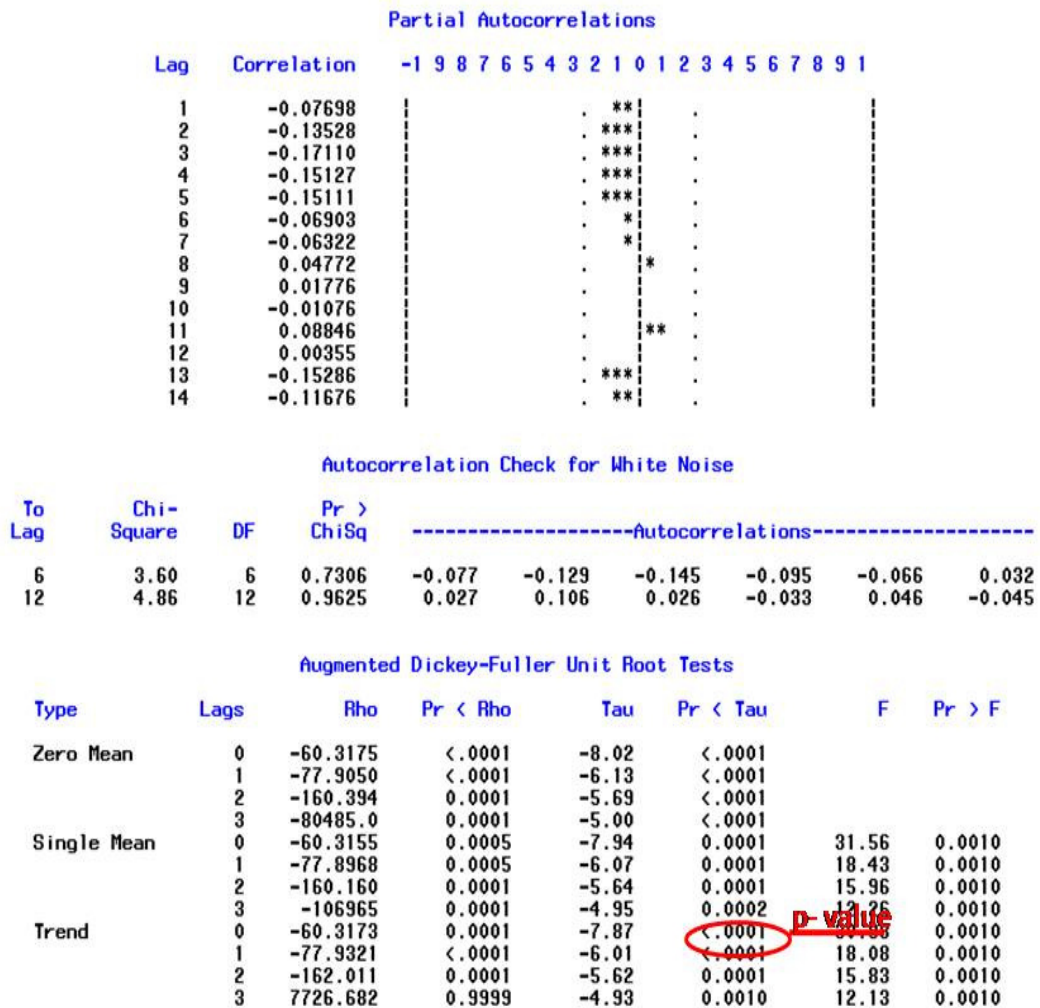 Partial Autocorrelations
Lag Correlation -1 9 8 7 6 5 4 3 2 1 0 1 2 3 4 5 6 7 8 9 1
1 -0.07698 | . **| . |
2 -0.13528 | . ***| . |
3 -0.17110 | . ***| . |
4 -0.15127 | . ***| . |
5 -0.15111 | . ***| . |
6 -0.06903 | . *| . |
7 -0.06322 | . *| . |
8 0.04772 | . |* . |
9 0.01776 | . | . |
10 -0.01076 | . | . |
11 0.08846 | . |** . |
12 0.00355 | . | . |
13 -0.15286 | . ***| . |
14 -0.11676 | . **| . |
Autocorrelation Check for White Noise
To Chi- Pr >
Lag Square DF ChiSq --------------------Autocorrelations--------------------
6 3.60 6 0.7306 -0.077 -0.129 -0.145 -0.095 -0.066 0.032
12 4.86 12 0.9625 0.027 0.106 0.026 -0.033 0.046 -0.045
Augmented Dickey-Fuller Unit Root Tests
Type Lags Rho Pr < Rho Tau Pr < Tau F Pr > F
Zero Mean 0 -60.3175 <.0001 -8.02 <.0001
1 -77.9050 <.0001 -6.13 <.0001
2 -160.394 0.0001 -5.69 <.0001
3 -80485.0 0.0001 -5.00 <.0001
Single Mean 0 -60.3155 0.0005 -7.94 0.0001 31.56 0.0010
1 -77.8968 0.0005 -6.07 0.0001 18.43 0.0010
2 -160.160 0.0001 -5.64 0.0001 15.96 0.0010
3 -106965 0.0001 -4.95 0.0002 0.0010
p- value
Trend 0 -60.3173 0.0001 -7.87 <.0001 0.0010
1 -77.9321 0.0001 -6.01 <.0001 18.08 0.0010
2 -162.011 0.0001 -5.62 0.0001 15.83 0.0010
3 7726.682 0.9999 -4.93 0.0010 12.13 0.0010